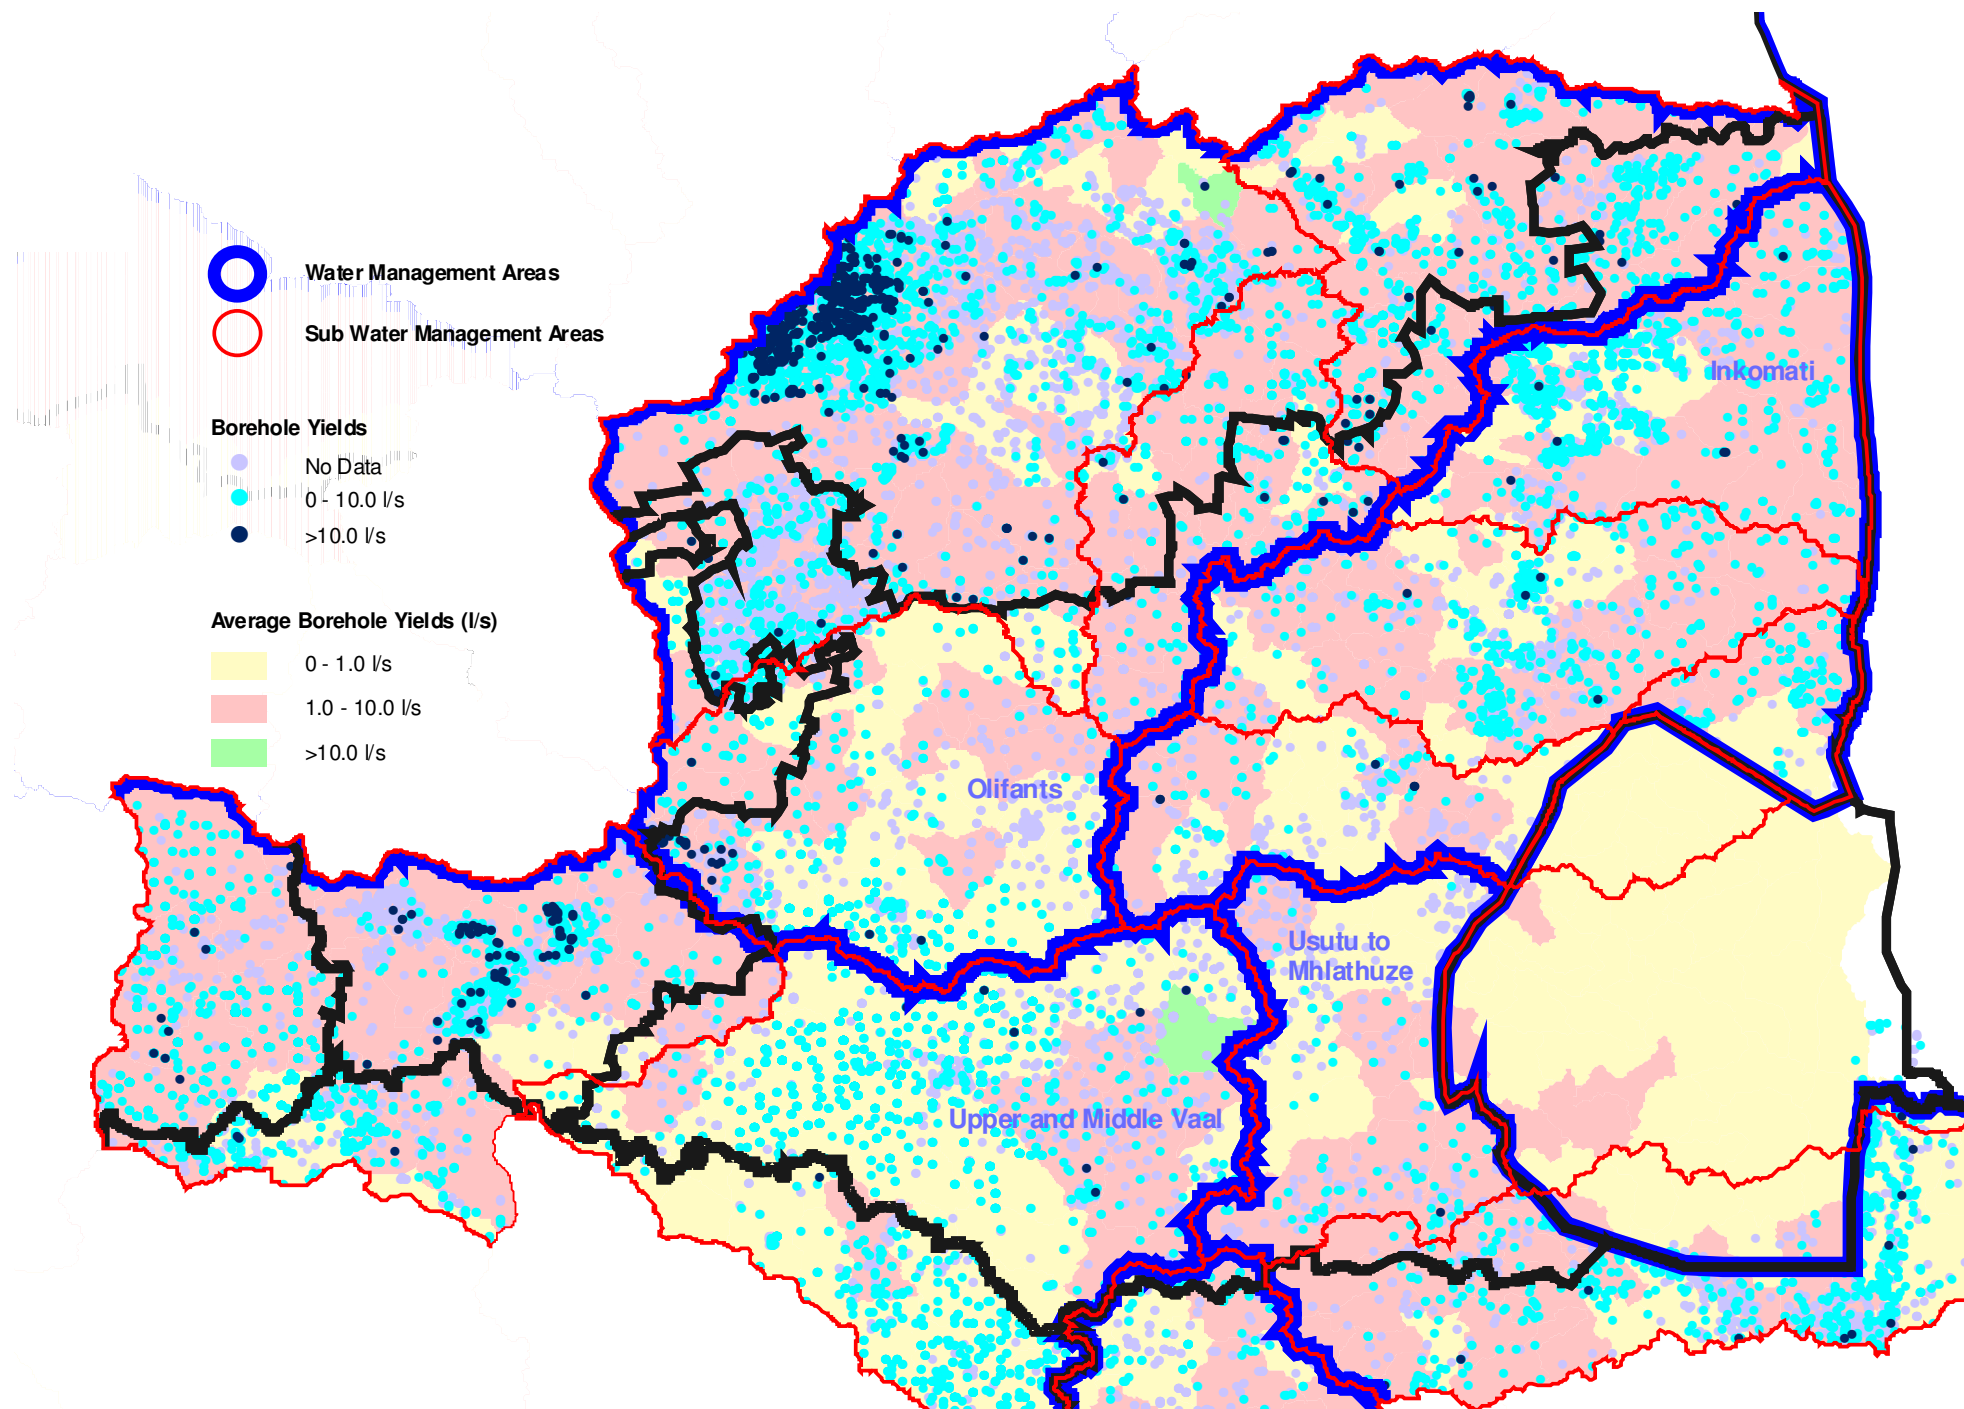 Water Management Areas
Sub Water Management Areas
Borehole Yields
No Data
0 - 10.0 l/s
>10.0 l/s
Average Borehole Yields (l/s)
0 - 1.0 l/s
1.0 - 10.0 l/s
>10.0 l/s
Inkomati
Olifants
Usutu to
Mhlathuze
Upper and Middle Vaal